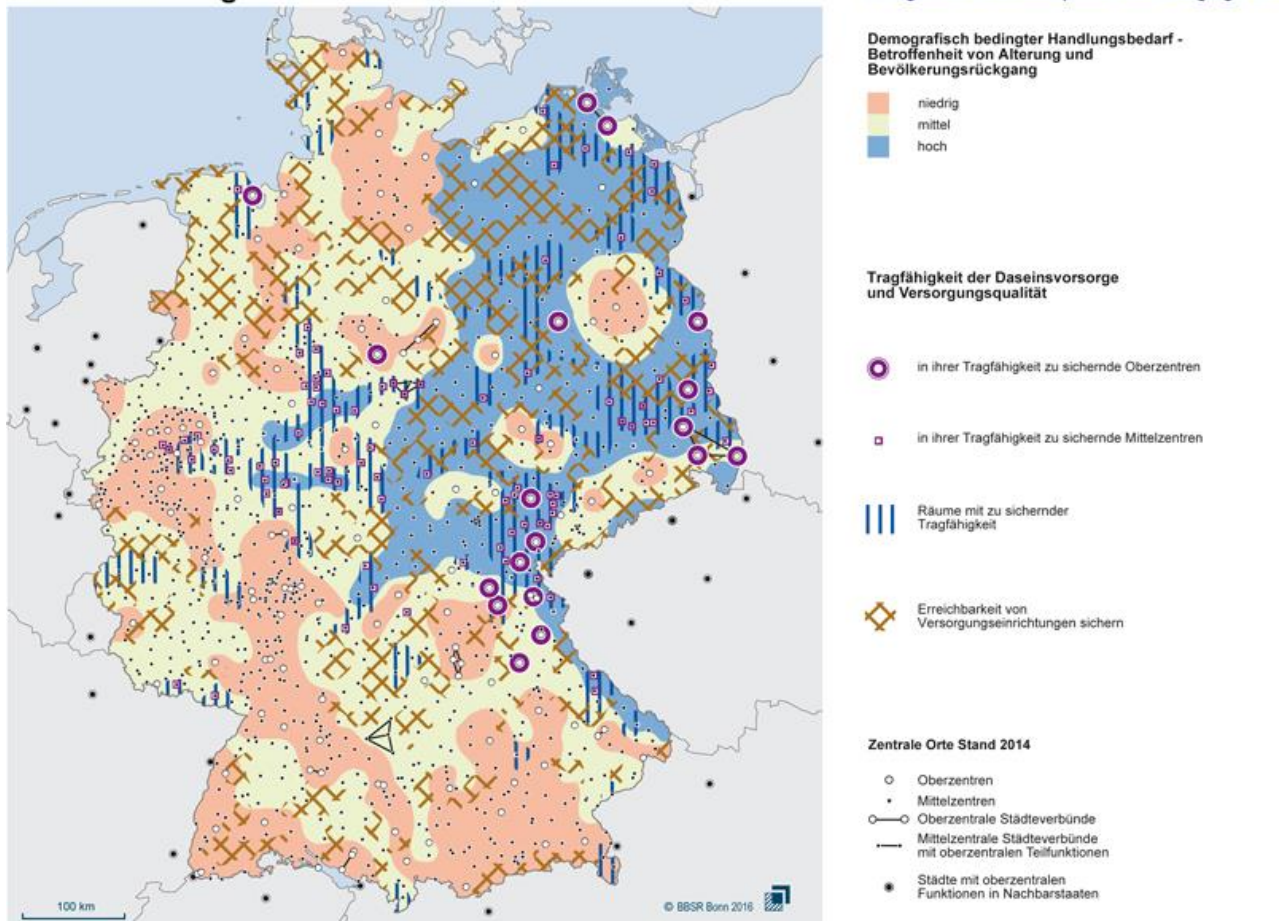 Demografisch bedingter Handlungsbedarf -
Betroffenheit von Alterung und
Bevölkerungsrückgang
niedrig
mittel
hoch
Tragfähigkeit der Daseinsvorsorge
und Versorgungsqualität
in ihrer Tragfähigkeit zu sichernde Oberzentren
in ihrer Tragfähigkeit zu sichernde Mittelzentren
Räume mit zu sichernder
Tragfähigkeit
Erreichbarkeit von
Versorgungseinrichtungen sichern
Zentrale Orte Stand 2014
Oberzentren
Mittelzentren
Oberzentrale Städteverbünde
Mittelzentrale Städteverbünde
mit oberzentralen Teilfunktionen
Städte mit oberzentralen
Funktionen in Nachbarstaaten
100 km
© BBSR Bonn 2016